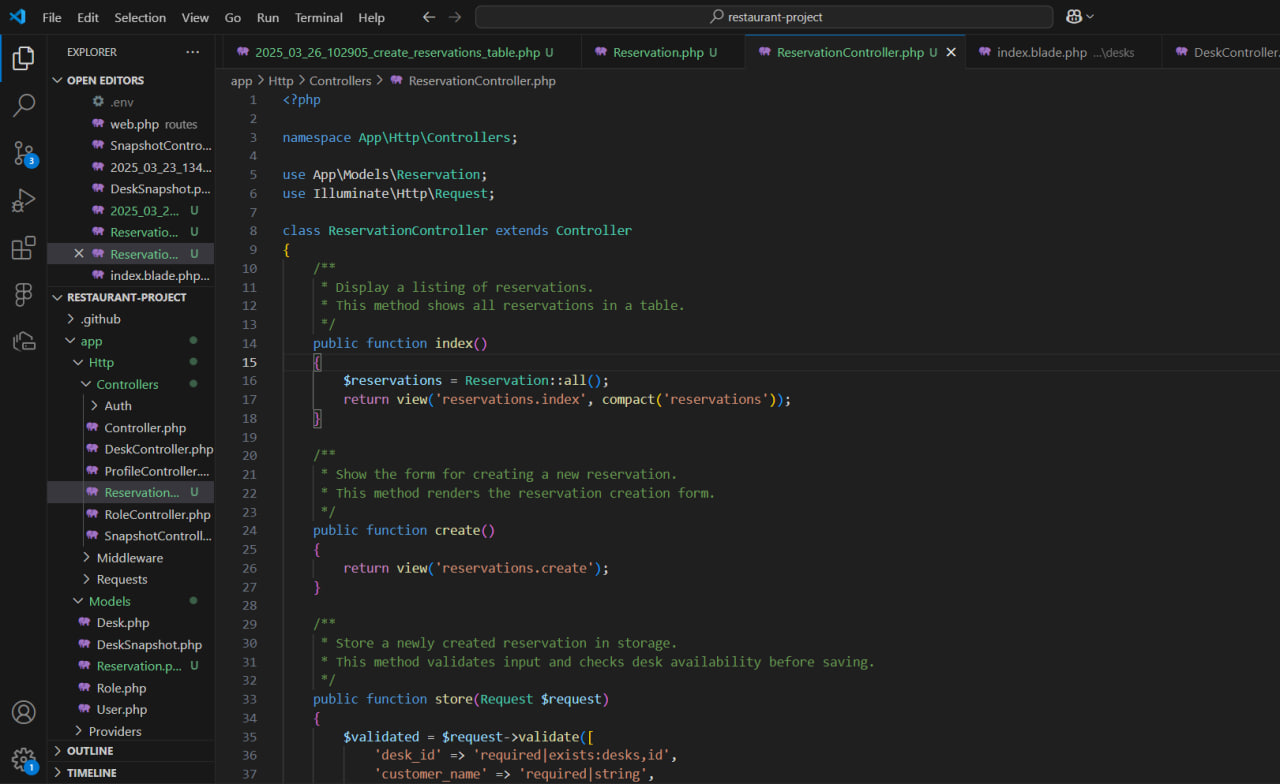 File Edit Selection View Go Run Terminal Help
restaurant-project
EXPLORER
OPEN EDITORS
.env
web.php routes
SnapshotContro...
2025_03_23_134...
DeskSnapshot.p...
2025_03_2... U
Reservatio... U
Reservatio... U
index.blade.php...
RESTAURANT-PROJECT
.github
app
Http
Controllers
Auth
Controller.php
DeskController.php
ProfileController....
Reservation... U
RoleController.php
SnapshotControll...
Middleware
Requests
Models
Desk.php
DeskSnapshot.php
Reservation.p... U
Role.php
User.php
Providers
OUTLINE
TIMELINE
3
1
2025_03_26_102905_create_reservations_table.php U
Reservation.php U
ReservationController.php U
index.blade.php ...\desks
DeskController.
app > Http > Controllers > ReservationController.php
1 <?php
2
3 namespace App\Http\Controllers;
4
5 use App\Models\Reservation;
6 use Illuminate\Http\Request;
7
8 class ReservationController extends Controller
9 {
10 /**
11 * Display a listing of reservations.
12 * This method shows all reservations in a table.
13 */
14 public function index()
15 {
16 $reservations = Reservation::all();
17 return view('reservations.index', compact('reservations'));
18 }
19
20 /**
21 * Show the form for creating a new reservation.
22 * This method renders the reservation creation form.
23 */
24 public function create()
25 {
26 return view('reservations.create');
27 }
28
29 /**
30 * Store a newly created reservation in storage.
31 * This method validates input and checks desk availability before saving.
32 */
33 public function store(Request $request)
34 {
35 $validated = $request->validate([
36 'desk_id' => 'required|exists:desks,id',
37 'customer_name' => 'required|string',